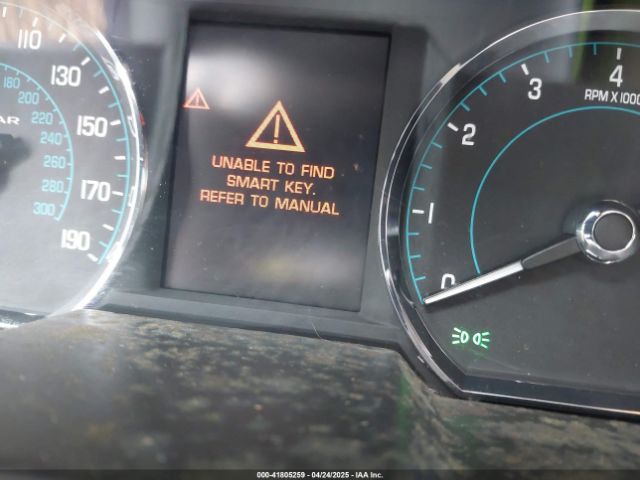 110
130
150
170
190
180
200
220
240
260
280
300
AR
UNABLE TO FIND
SMART KEY.
REFER TO MANUAL
0
1
2
3
4
RPM X 1000
000-41805259 - 04/24/2025 - IAA Inc.